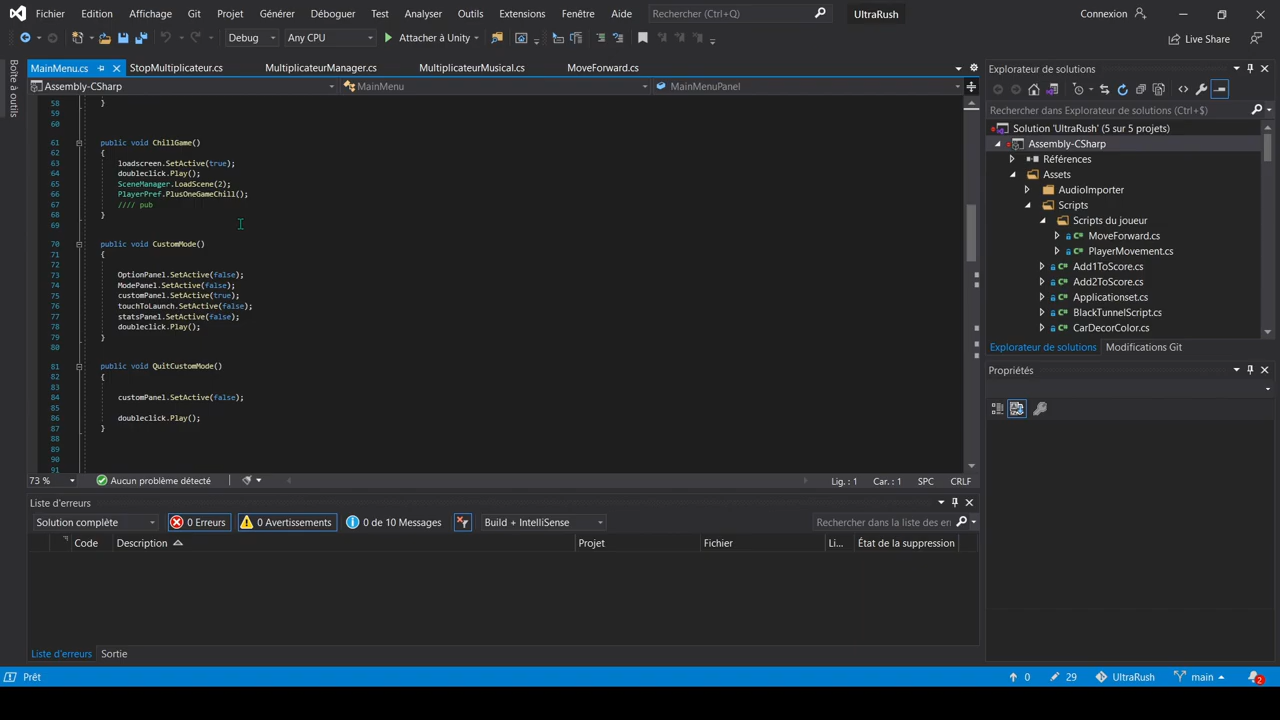 Fichier Edition Affichage Git Projet Générer Déboguer Test Analyser Outils Extensions Fenêtre Aide Rechercher (Ctrl+Q) UltraRush Connexion
Debug Any CPU Attacher à Unity Live Share
Boîte à outils
MainMenu.cs StopMultiplicateur.cs MultiplicateurManager.cs MultiplicateurMusical.cs MoveForward.cs
Assembly-CSharp MainMenu MainMenuPanel
58 }
59
60
61 public void ChillGame()
62 {
63 loadscreen.SetActive(true);
64 doubleclick.Play();
65 SceneManager.LoadScene(2);
66 PlayerPref.PlusOneGameChill();
67 //// pub
68 }
69
70 public void CustomMode()
71 {
72
73 OptionPanel.SetActive(false);
74 ModePanel.SetActive(false);
75 customPanel.SetActive(true);
76 touchToLaunch.SetActive(false);
77 statsPanel.SetActive(false);
78 doubleclick.Play();
79 }
80
81 public void QuitCustomMode()
82 {
83
84 customPanel.SetActive(false);
85
86 doubleclick.Play();
87 }
88
89
90
91
73 % Aucun problème détecté Lig. : 1 Car. : 1 SPC CRLF
Liste d'erreurs
Solution complète 0 Erreurs 0 Avertissements 0 de 10 Messages Build + IntelliSense Rechercher dans la liste des en
Code Description Projet Fichier Li... État de la suppression
Liste d'erreurs Sortie
Explorateur de solutions
Rechercher dans Explorateur de solutions (Ctrl+$)
Solution 'UltraRush' (5 sur 5 projets)
Assembly-CSharp
Références
Assets
AudioImporter
Scripts
Scripts du joueur
MoveForward.cs
PlayerMovement.cs
Add1ToScore.cs
Add2ToScore.cs
Applicationset.cs
BlackTunnelScript.cs
CarDecorColor.cs
Explorateur de solutions Modifications Git
Propriétés
Prêt 0 29 UltraRush main 2